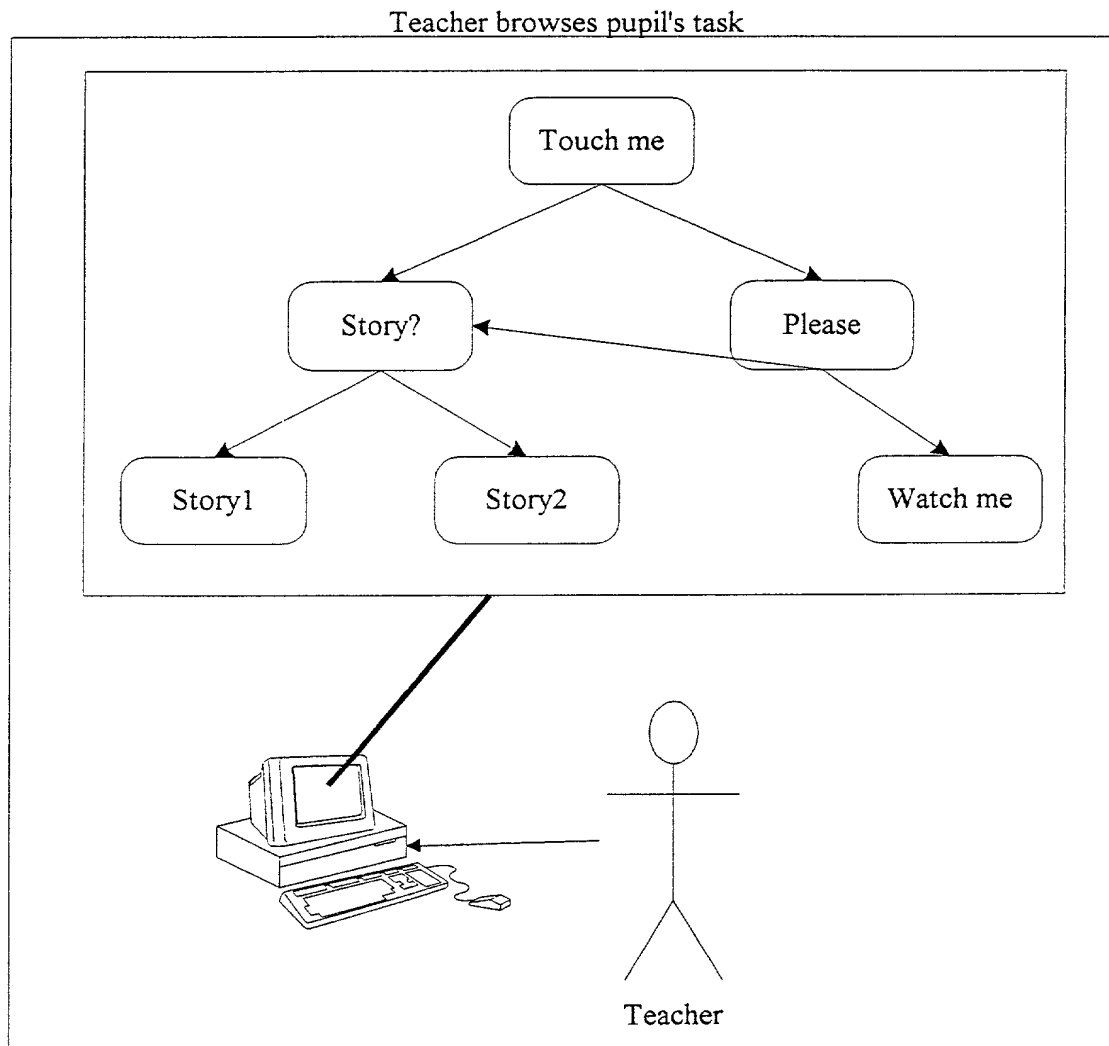 Teacher browses pupil's task
Touch me
Story?
Please
Story1
Story2
Watch me
Teacher